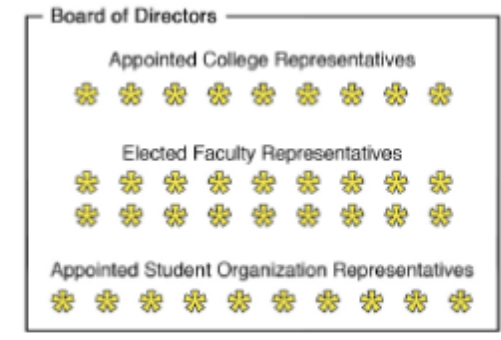 Board of Directors
Appointed College Representatives
Elected Faculty Representatives
Appointed Student Organization Representatives